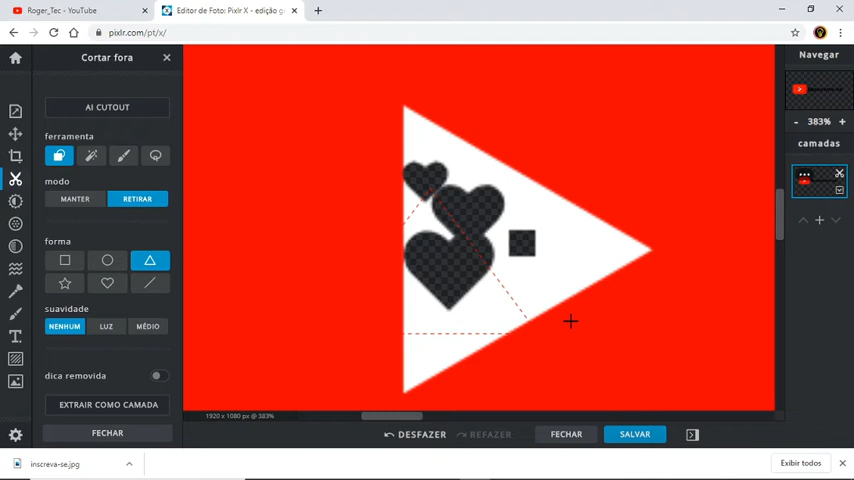 Roger_Tec - YouTube
Editor de Foto: Pixlr X - edição g
pixlr.com/pt/x/
Cortar fora
Navegar
AI CUTOUT
383%
ferramenta
camadas
modo
MANTER
RETIRAR
forma
suavidade
NENHUM
LUZ
MÉDIO
dica removida
EXTRAIR COMO CAMADA
1920 x 1080 px @ 383%
FECHAR
DESFAZER
REFAZER
FECHAR
SALVAR
inscreva-se.jpg
Exibir todos